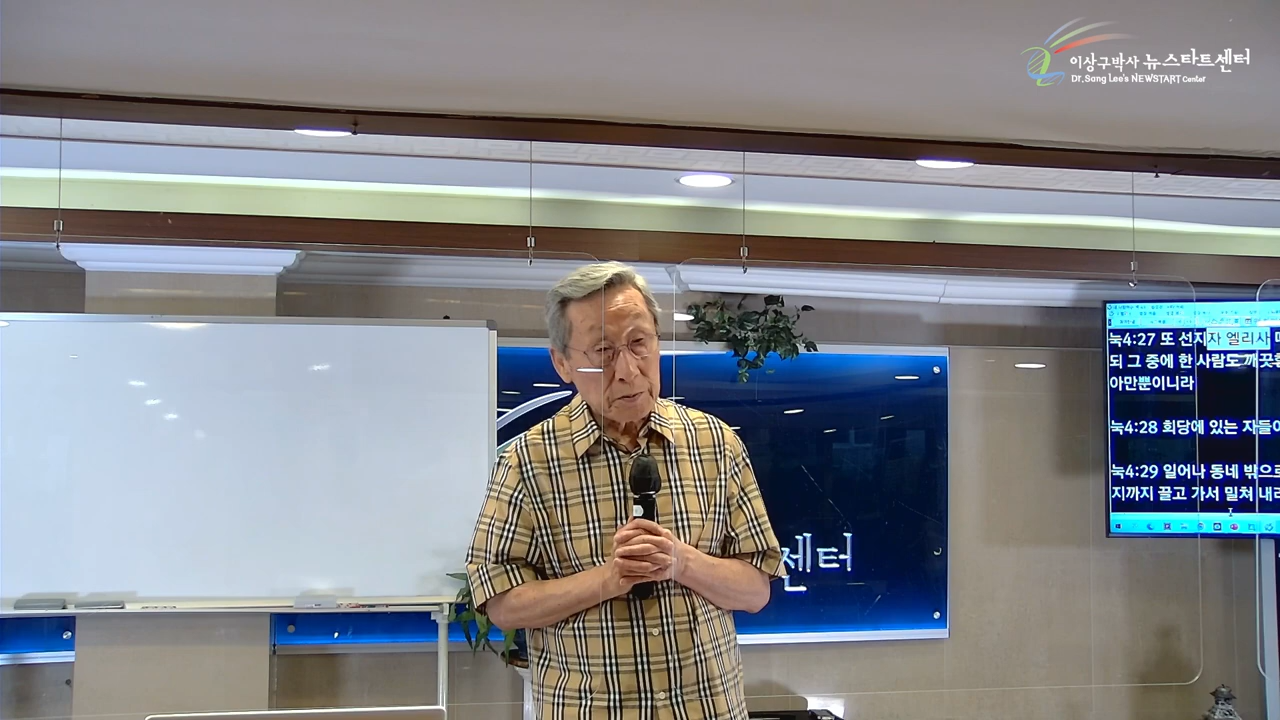 이상구박사 뉴스타트센터
Dr. Sang Lee's NEWSTART Center
눅4:27 또 선지자 엘리사
되 그 중에 한 사람도 깨끗
아만뿐이니라
눅4:28 회당에 있는 자들이
눅4:29 일어나 동네 밖으로
지까지 끌고 가서 밀쳐 내리
센터